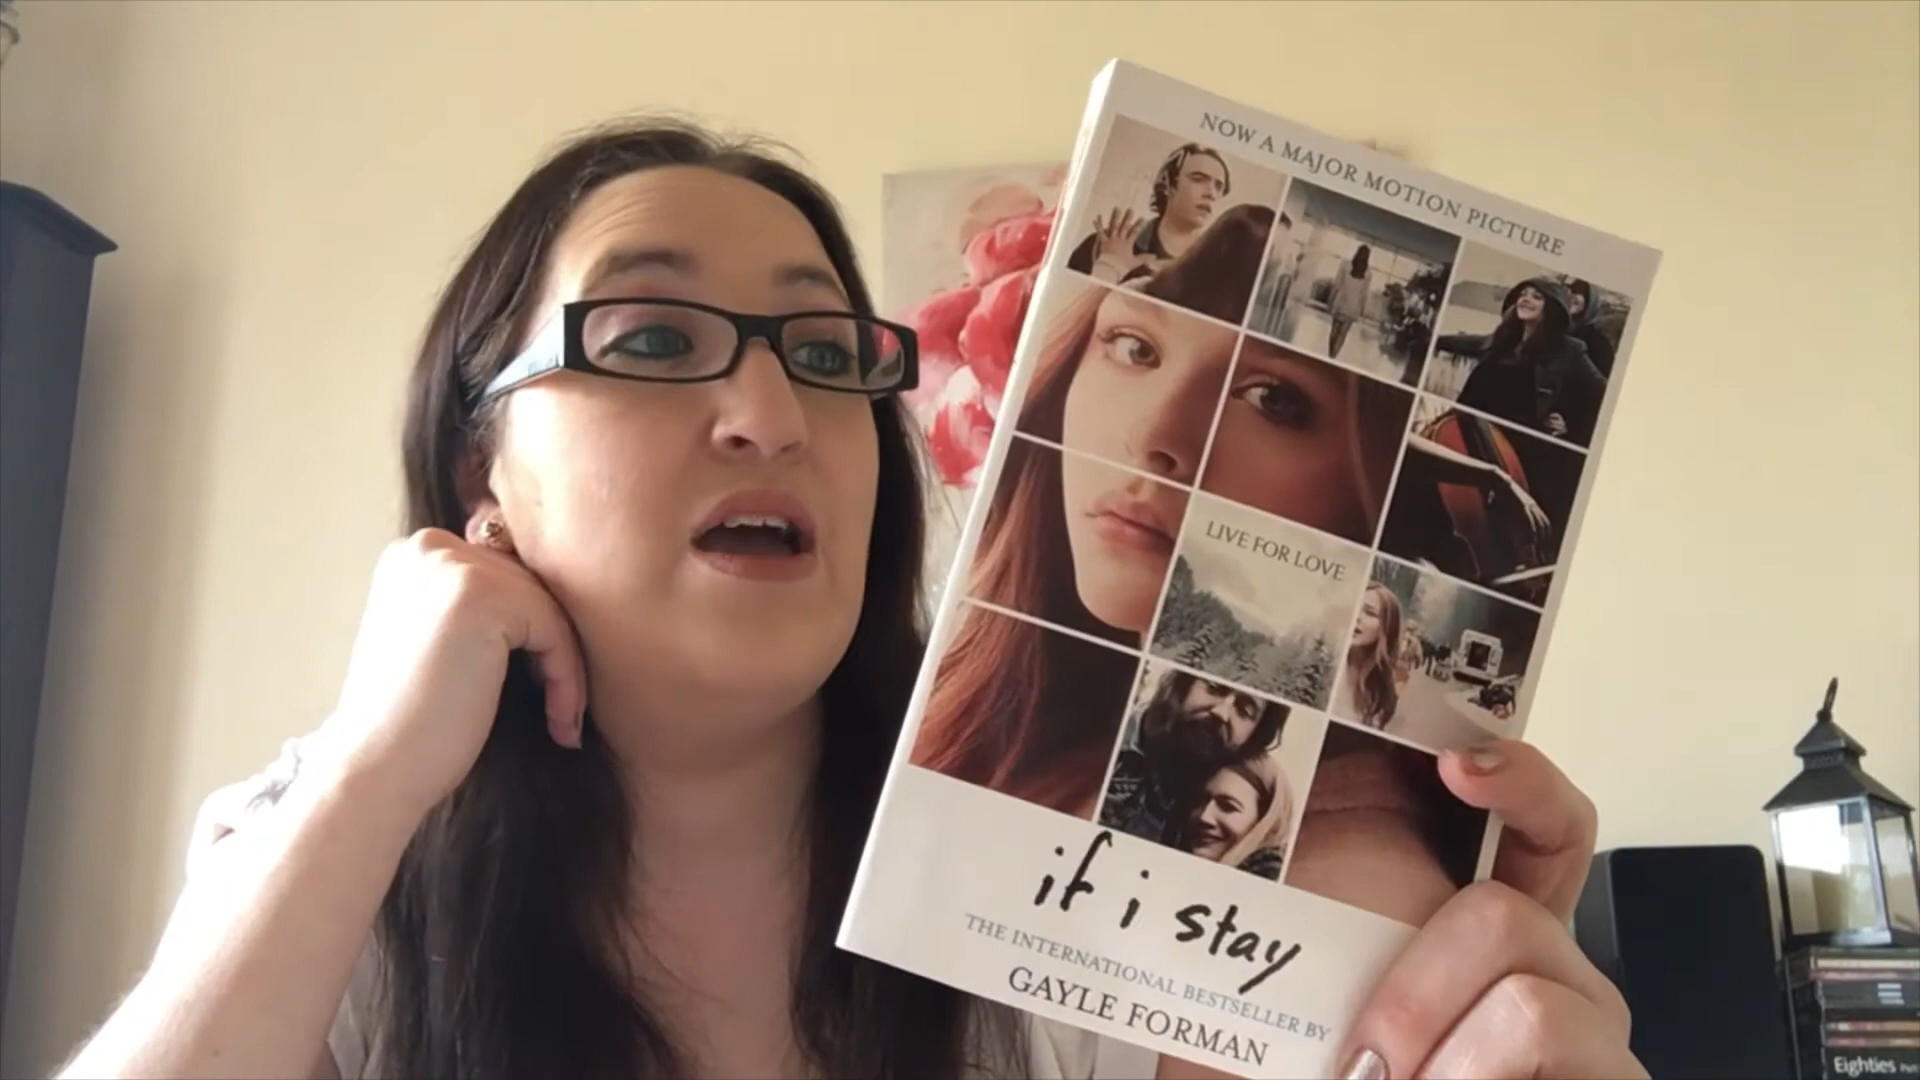 NOW A MAJOR MOTION PICTURE
LIVE FOR LOVE
if i stay
THE INTERNATIONAL BESTSELLER BY
GAYLE FORMAN
Eighties